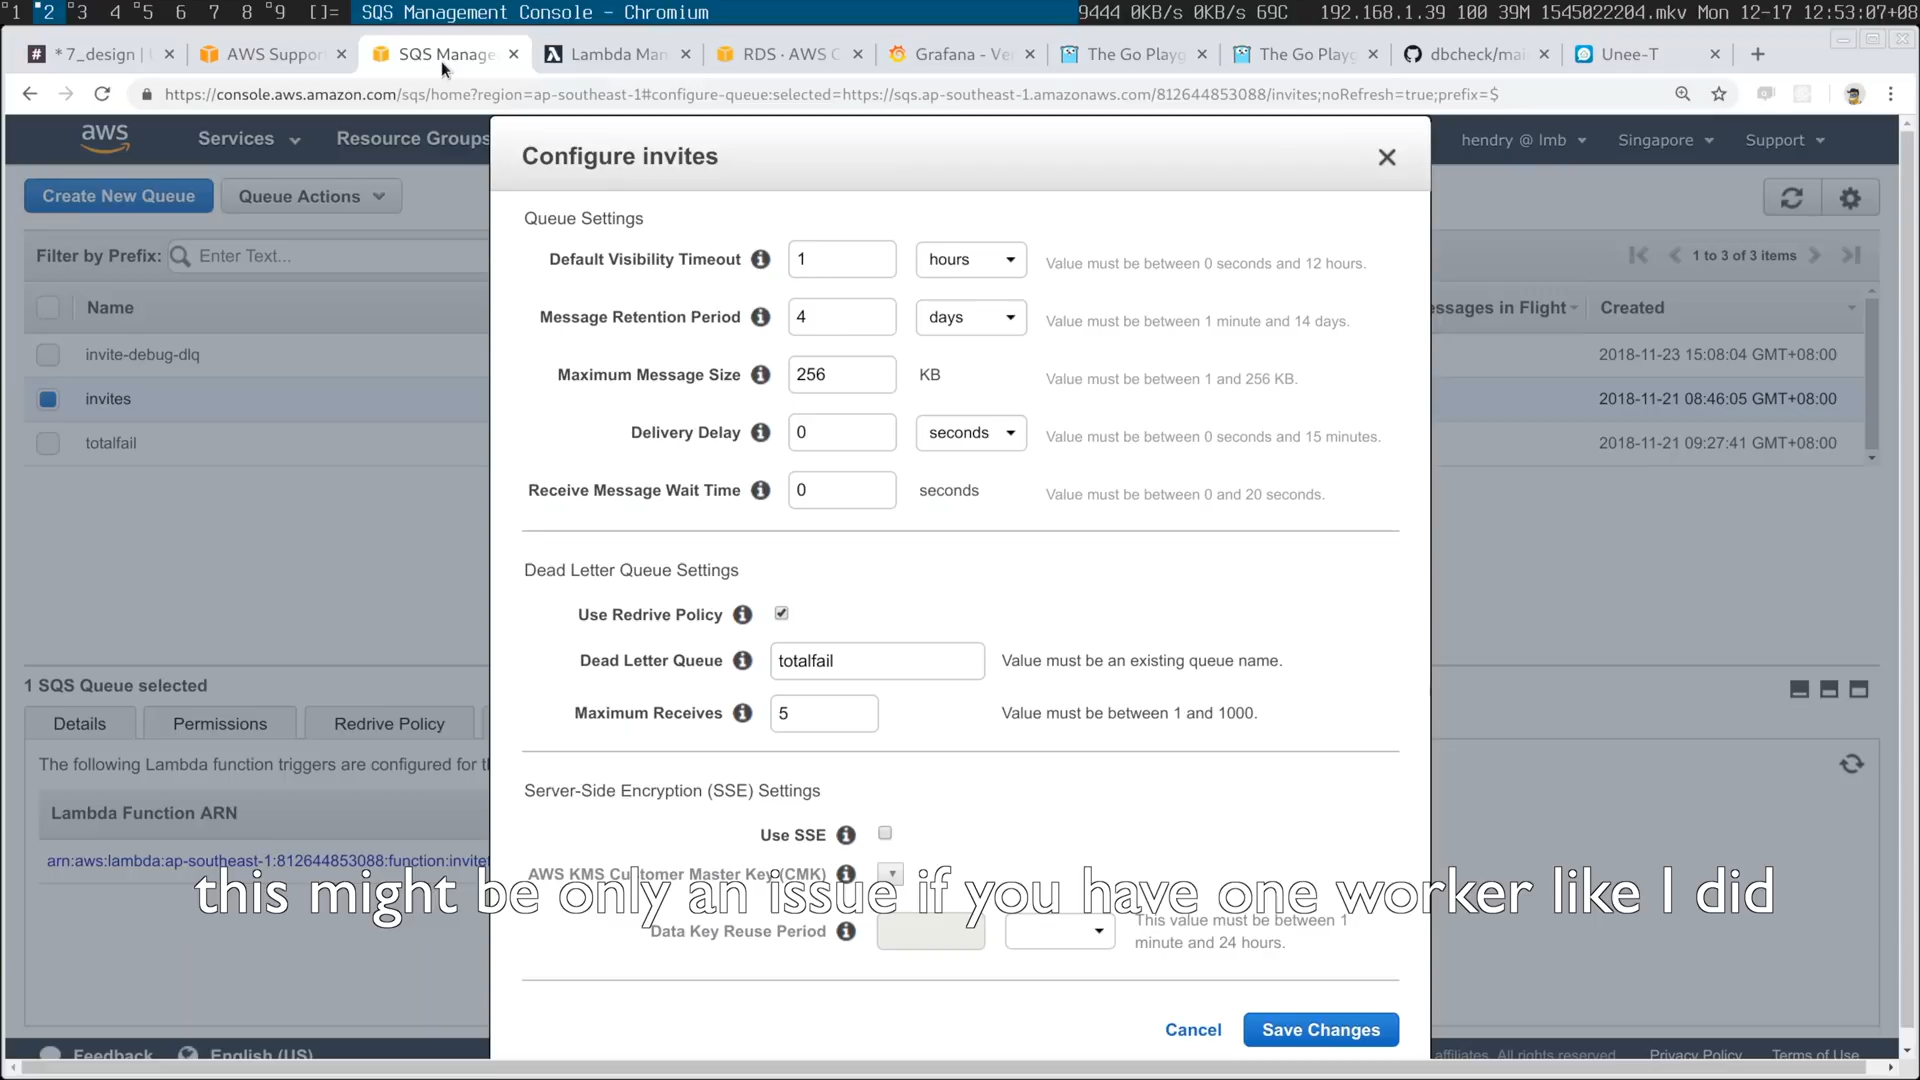 1 2 3 4 5 6 7 8 9 []= SQS Management Console - Chromium 9444 0KB/s 0KB/s 69C 192.168.1.39 100 39M 1545022204.mkv Mon 12-17 12:53:07+08
* 7_design | AWS Suppor SQS Manage Lambda Man RDS · AWS C Grafana - Ve The Go Playg The Go Playg dbcheck/mai Unee-T
https://console.aws.amazon.com/sqs/home?region=ap-southeast-1#configure-queue:selected=https://sqs.ap-southeast-1.amazonaws.com/812644853088/invites;noRefresh=true;prefix=$
aws Services Resource Groups hendry @ lmb Singapore Support
Configure invites
Create New Queue Queue Actions
Queue Settings
Filter by Prefix: Enter Text... 1 to 3 of 3 items
Default Visibility Timeout 1 hours Value must be between 0 seconds and 12 hours.
Name ssages in Flight Created
Message Retention Period 4 days Value must be between 1 minute and 14 days.
invite-debug-dlq 2018-11-23 15:08:04 GMT+08:00
Maximum Message Size 256 KB Value must be between 1 and 256 KB.
invites 2018-11-21 08:46:05 GMT+08:00
Delivery Delay 0 seconds Value must be between 0 seconds and 15 minutes.
totalfail 2018-11-21 09:27:41 GMT+08:00
Receive Message Wait Time 0 seconds Value must be between 0 and 20 seconds.
Dead Letter Queue Settings
Use Redrive Policy
Dead Letter Queue totalfail Value must be an existing queue name.
Maximum Receives 5 Value must be between 1 and 1000.
1 SQS Queue selected
Details Permissions Redrive Policy
The following Lambda function triggers are configured for t
Lambda Function ARN
arn:aws:lambda:ap-southeast-1:812644853088:function:invite
Server-Side Encryption (SSE) Settings
Use SSE
AWS KMS Customer Master Key (CMK)
this might be only an issue if you have one worker like I did
Data Key Reuse Period This value must be between 1
minute and 24 hours.
Cancel Save Changes
Feedback English (US) affiliates. All rights reserved. Privacy Policy Terms of Use